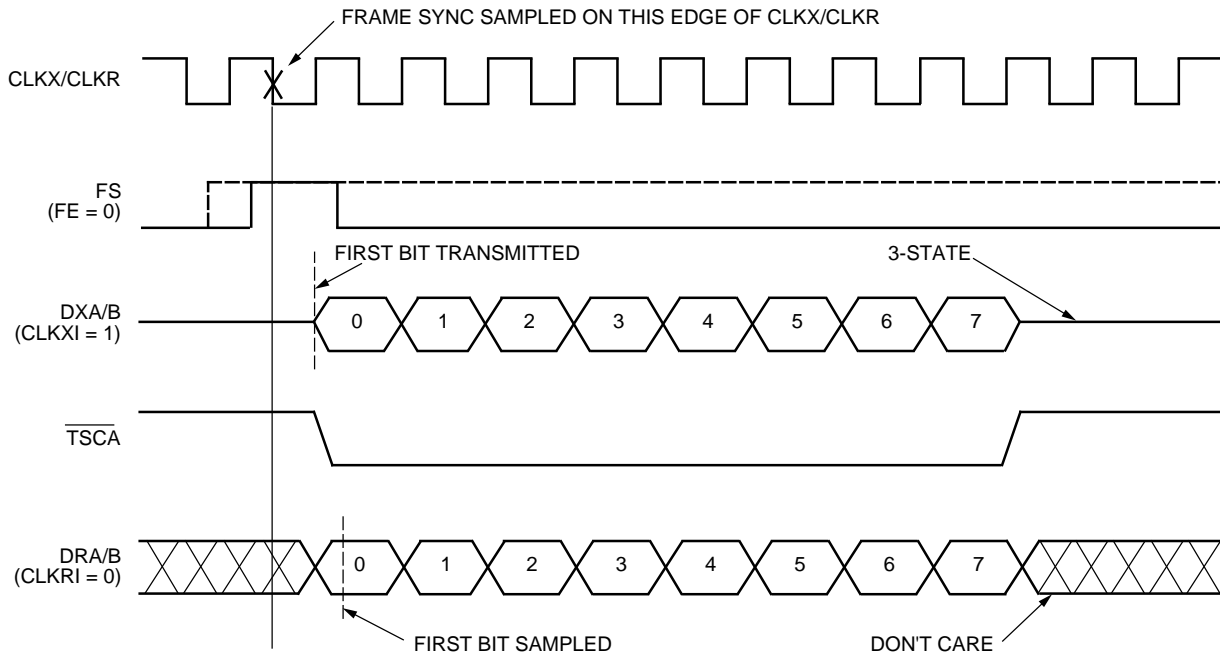 FRAME SYNC SAMPLED ON THIS EDGE OF CLKX/CLKR
CLKX/CLKR
FS
(FE = 0)
FIRST BIT TRANSMITTED
3-STATE
DXA/B
(CLKXI = 1)
0 1 2 3 4 5 6 7
TSCA
DRA/B
(CLKRI = 0)
0 1 2 3 4 5 6 7
FIRST BIT SAMPLED
DON'T CARE